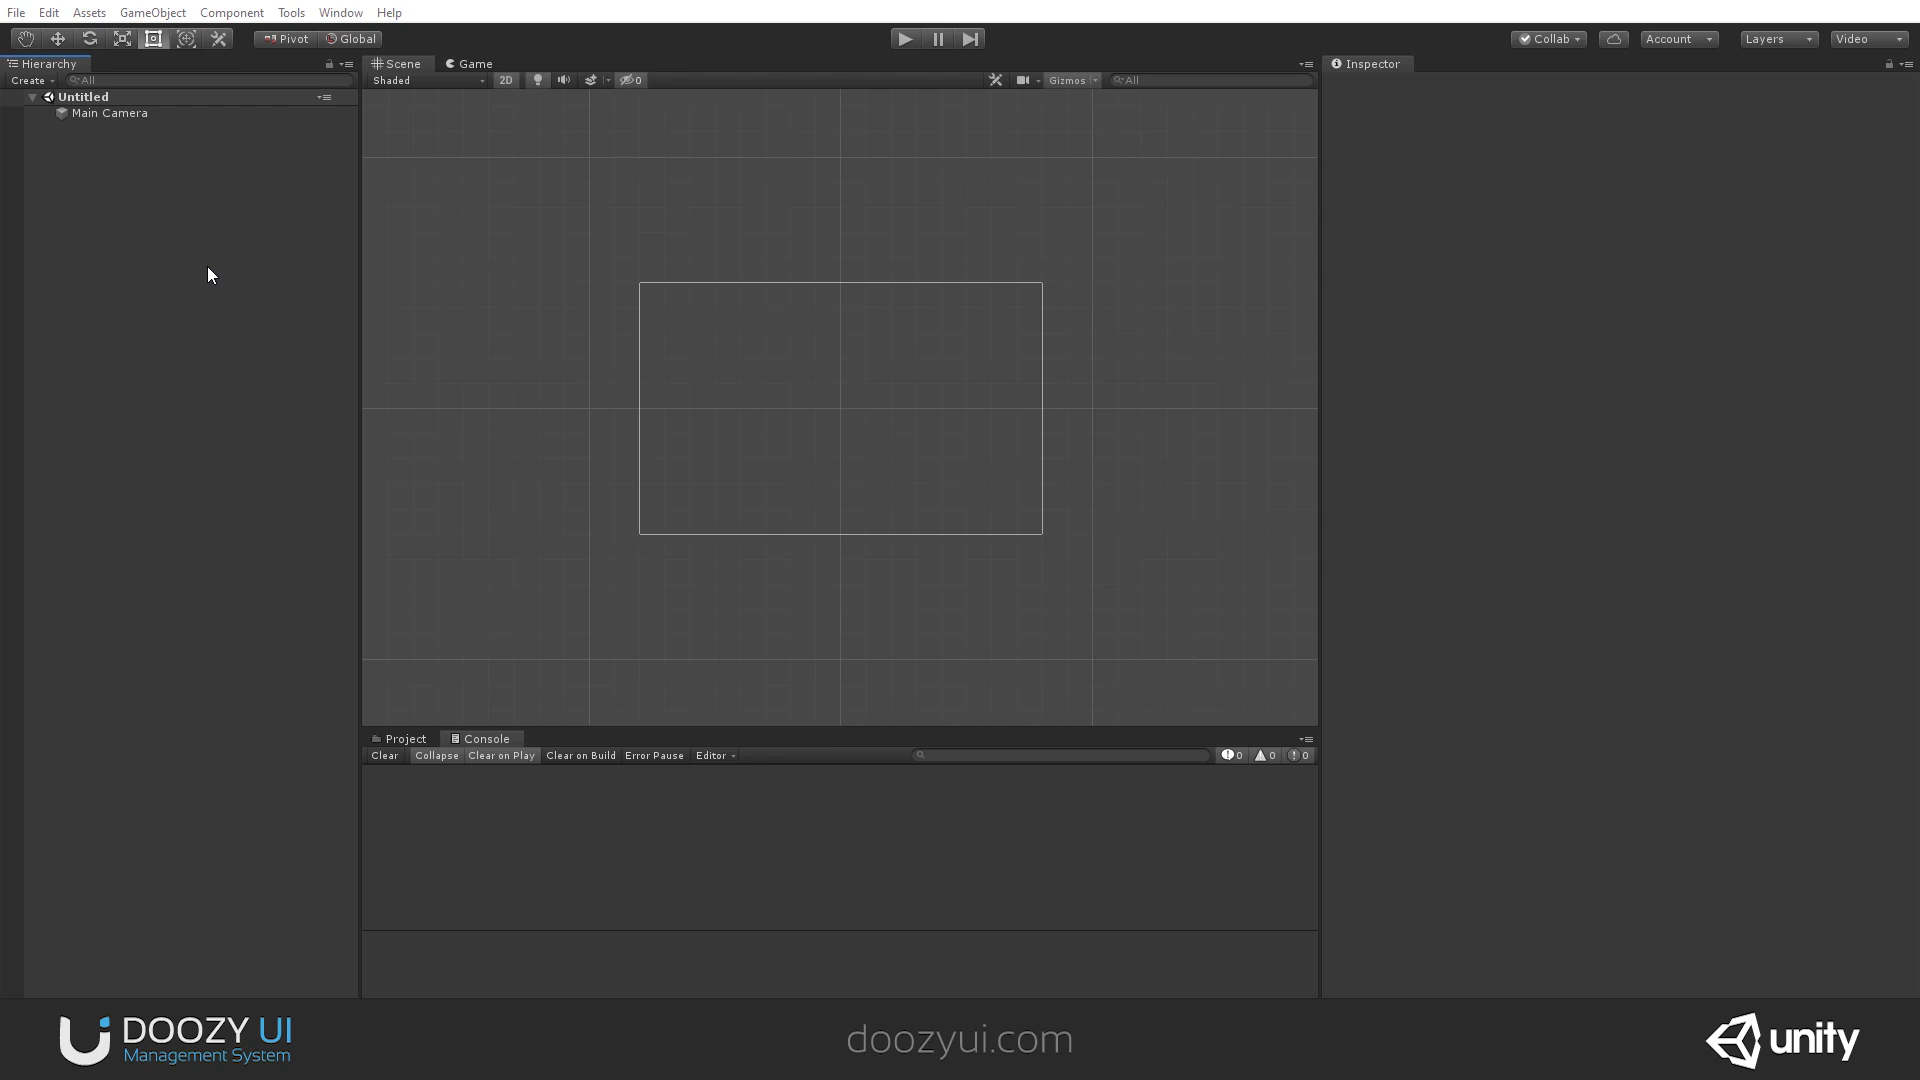 File Edit Assets GameObject Component Tools Window Help
Pivot Global Collab Account Layers Video
Hierarchy Scene Game Inspector
Create All Shaded 2D 0 Gizmos All
Untitled
Main Camera
Project Console
Clear Collapse Clear on Play Clear on Build Error Pause Editor 0 0 0
DOOZY UI
Management System
doozyui.com
unity